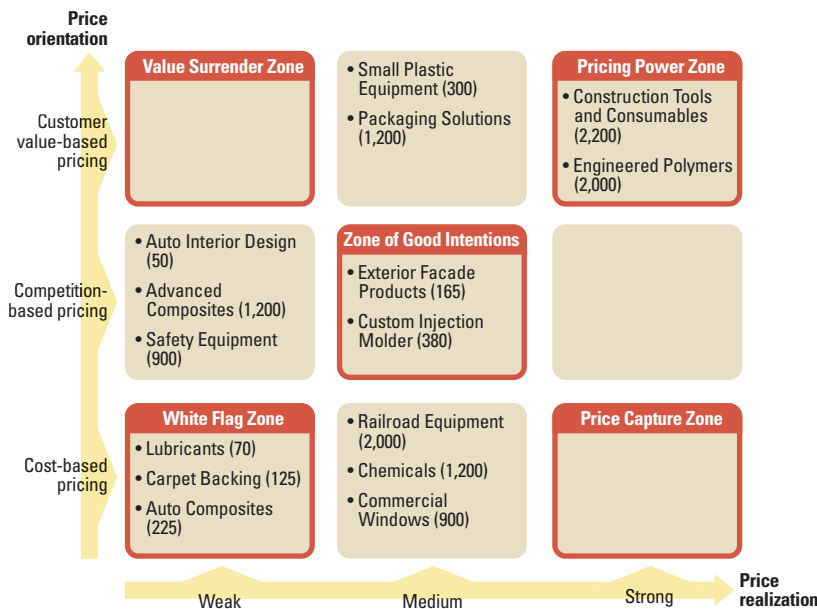 Price
orientation
Value Surrender Zone
• Small Plastic
Equipment (300)
• Packaging Solutions
(1,200)
Pricing Power Zone
• Construction Tools
and Consumables
(2,200)
• Engineered Polymers
(2,000)
Customer
value-based
pricing
• Auto Interior Design
(50)
• Advanced
Composites (1,200)
• Safety Equipment
(900)
Zone of Good Intentions
• Exterior Facade
Products (165)
• Custom Injection
Molder (380)
Competition-
based pricing
White Flag Zone
• Lubricants (70)
• Carpet Backing (125)
• Auto Composites
(225)
• Railroad Equipment
(2,000)
• Chemicals (1,200)
• Commercial
Windows (900)
Price Capture Zone
Cost-based
pricing
Weak
Medium
Strong
Price
realization